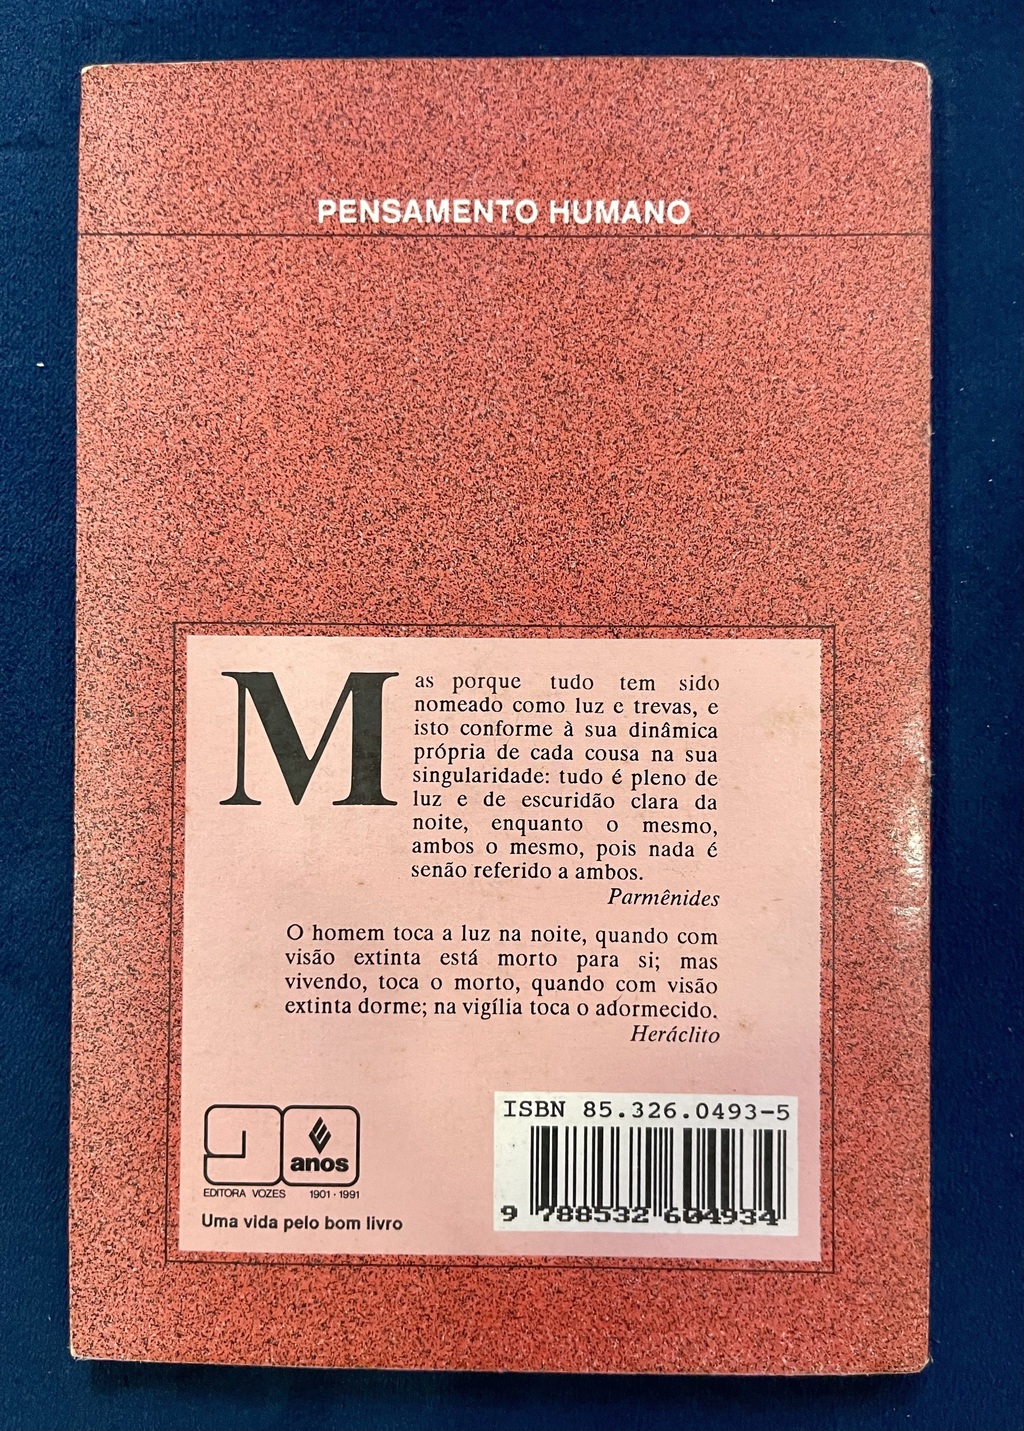 PENSAMENTO HUMANO
Mas porque tudo tem sido
nomeado como luz e trevas, e
isto conforme à sua dinâmica
própria de cada cousa na sua
singularidade: tudo é pleno de
luz e de escuridão clara da
noite, enquanto o mesmo,
ambos o mesmo, pois nada é
senão referido a ambos.
Parmênides
O homem toca a luz na noite, quando com
visão extinta está morto para si; mas
vivendo, toca o morto, quando com visão
extinta dorme; na vigília toca o adormecido.
Heráclito
90 anos
EDITORA VOZES 1901 · 1991
Uma vida pelo bom livro
ISBN 85.326.0493-5
9 788532 604934